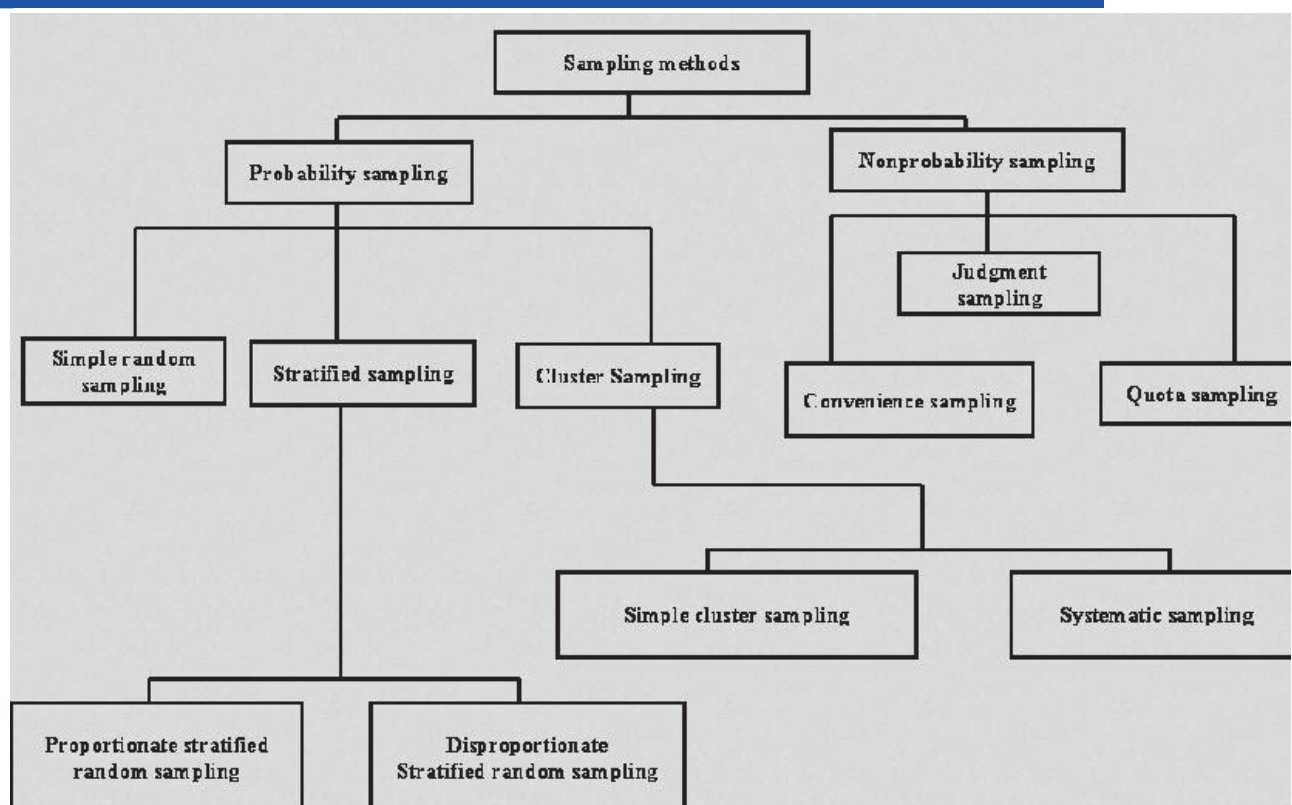 Sampling methods
Probability sampling
Nonprobability sampling
Judgment
sampling
Simple random
sampling
Stratified sampling
Cluster Sampling
Convenience sampling
Quota sampling
Simple cluster sampling
Systematic sampling
Proportionate stratified
random sampling
Disproportionate
Stratified random sampling